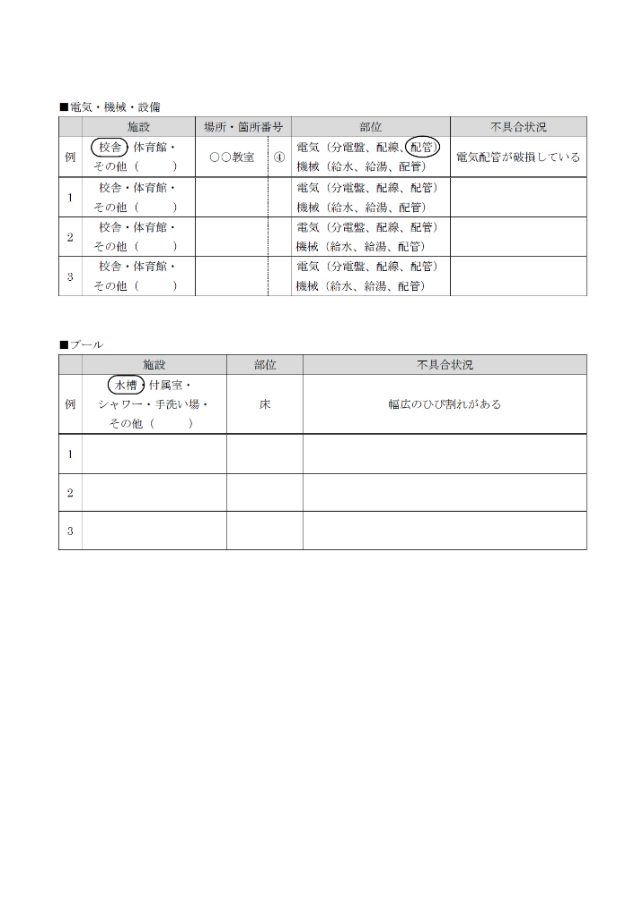 ■電気・機械・設備
施設 場所・箇所番号 部位 不具合状況
例 校舎・体育館・ 〇〇教室 ④ 電気（分電盤、配線、配管） 電気配管が破損している
その他（　　　） 機械（給水、給湯、配管）
1 校舎・体育館・ 電気（分電盤、配線、配管）
その他（　　　） 機械（給水、給湯、配管）
2 校舎・体育館・ 電気（分電盤、配線、配管）
その他（　　　） 機械（給水、給湯、配管）
3 校舎・体育館・ 電気（分電盤、配線、配管）
その他（　　　） 機械（給水、給湯、配管）
■プール
施設 部位 不具合状況
例 水槽・付属室・ 床 幅広のひび割れがある
シャワー・手洗い場・
その他（　　　）
1
2
3